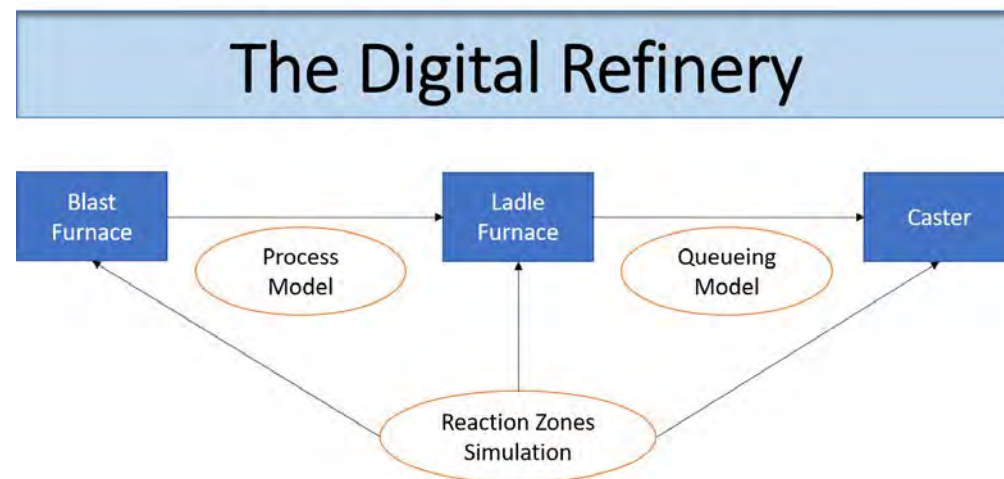 The Digital Refinery
Blast
Furnace
Ladle
Furnace
Caster
Process
Model
Queueing
Model
Reaction Zones
Simulation